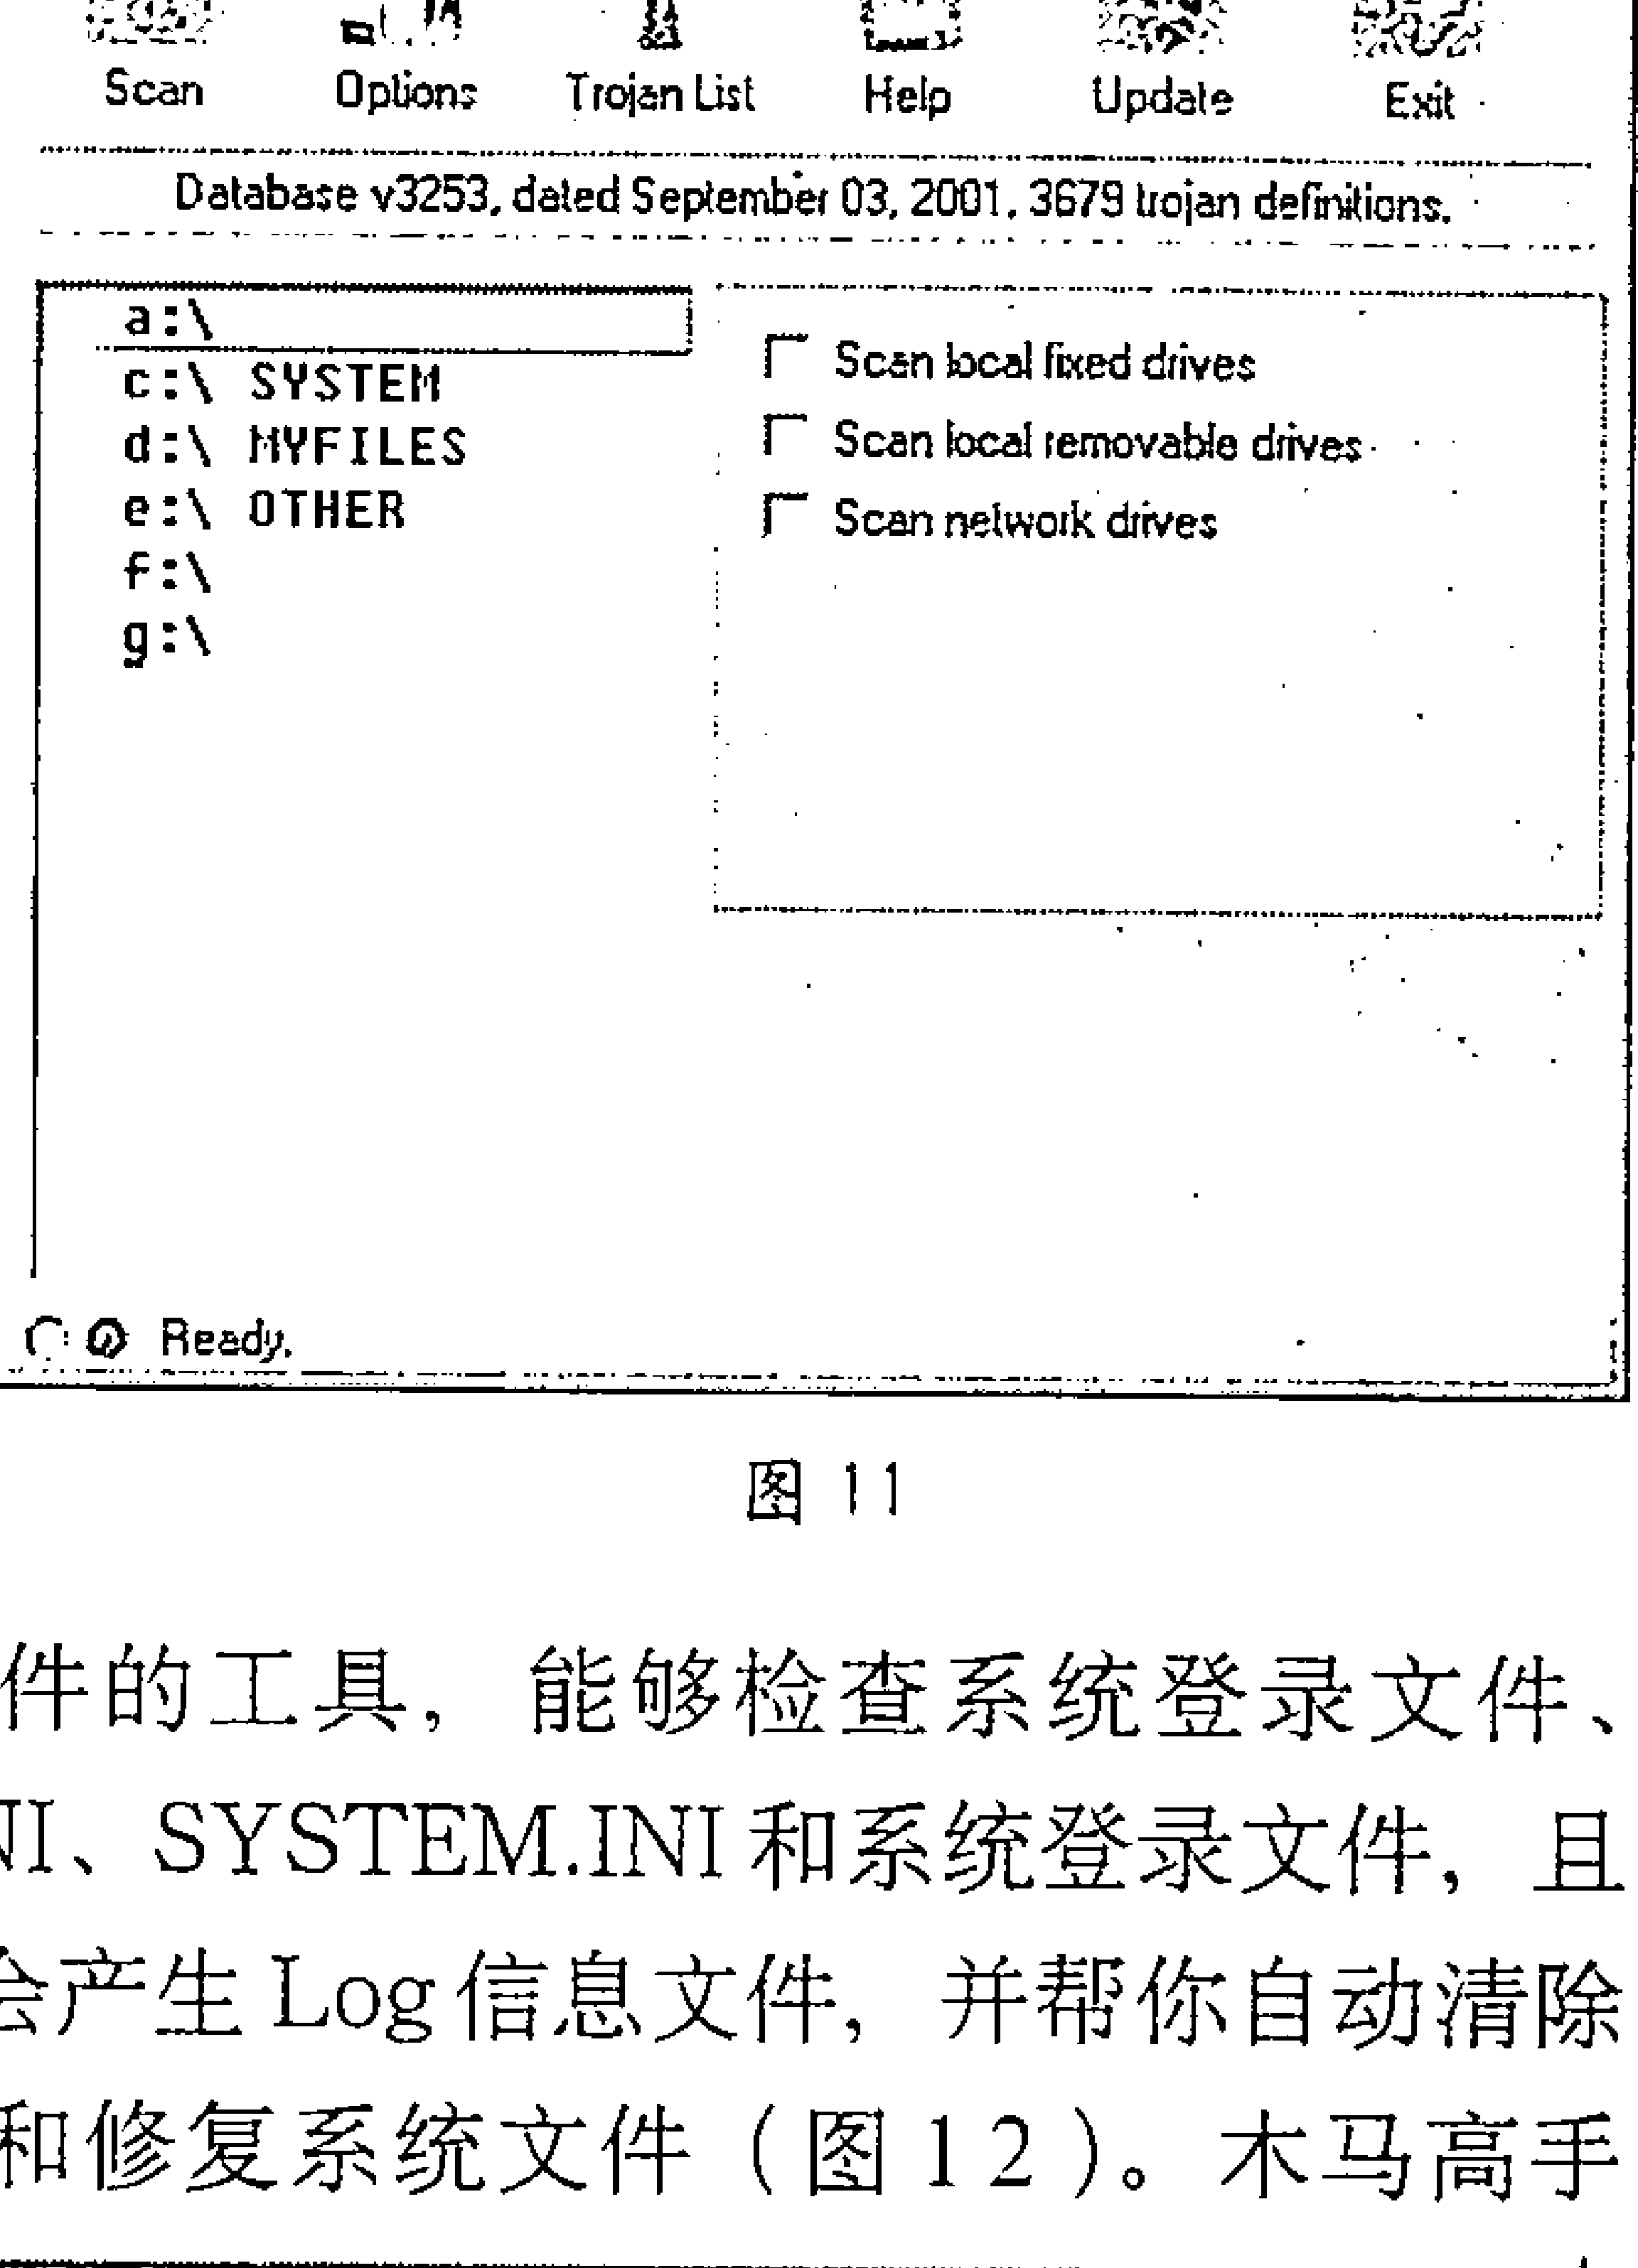 Scan Options Trojan List Help Update Exit
Database v3253, dated September 03, 2001, 3679 trojan definitions.
a:\
c:\ SYSTEM
d:\ MYFILES
e:\ OTHER
f:\
g:\
Scan local fixed drives
Scan local removable drives
Scan network drives
Ready.
图 11
件的工具，能够检查系统登录文件、
NI、SYSTEM.INI和系统登录文件，且
会产生Log信息文件，并帮你自动清除
和修复系统文件（图12）。木马高手